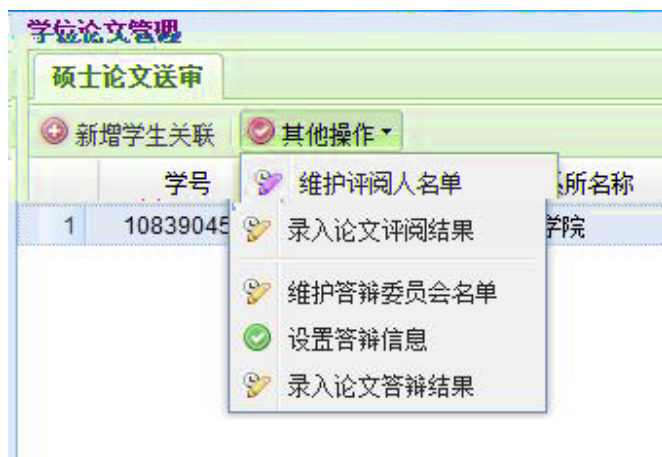 学位论文管理
硕士论文送审
新增学生关联 其他操作
学号 所名称
维护评阅人名单
1 10839045 学院
录入论文评阅结果
维护答辩委员会名单
设置答辩信息
录入论文答辩结果